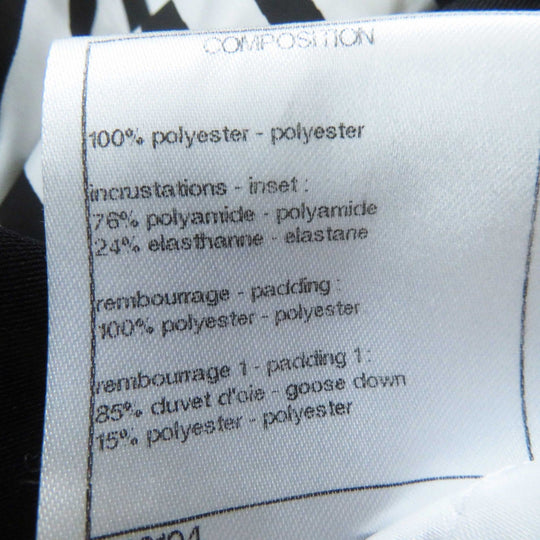 COMPOSITION
100% polyester - polyester
incrustations - inset :
76% polyamide - polyamide
24% elasthanne - elastane
rembourrage - padding :
100% polyester - polyester
rembourrage 1 - padding 1 :
85% duvet d'oie - goose down
15% polyester - polyester